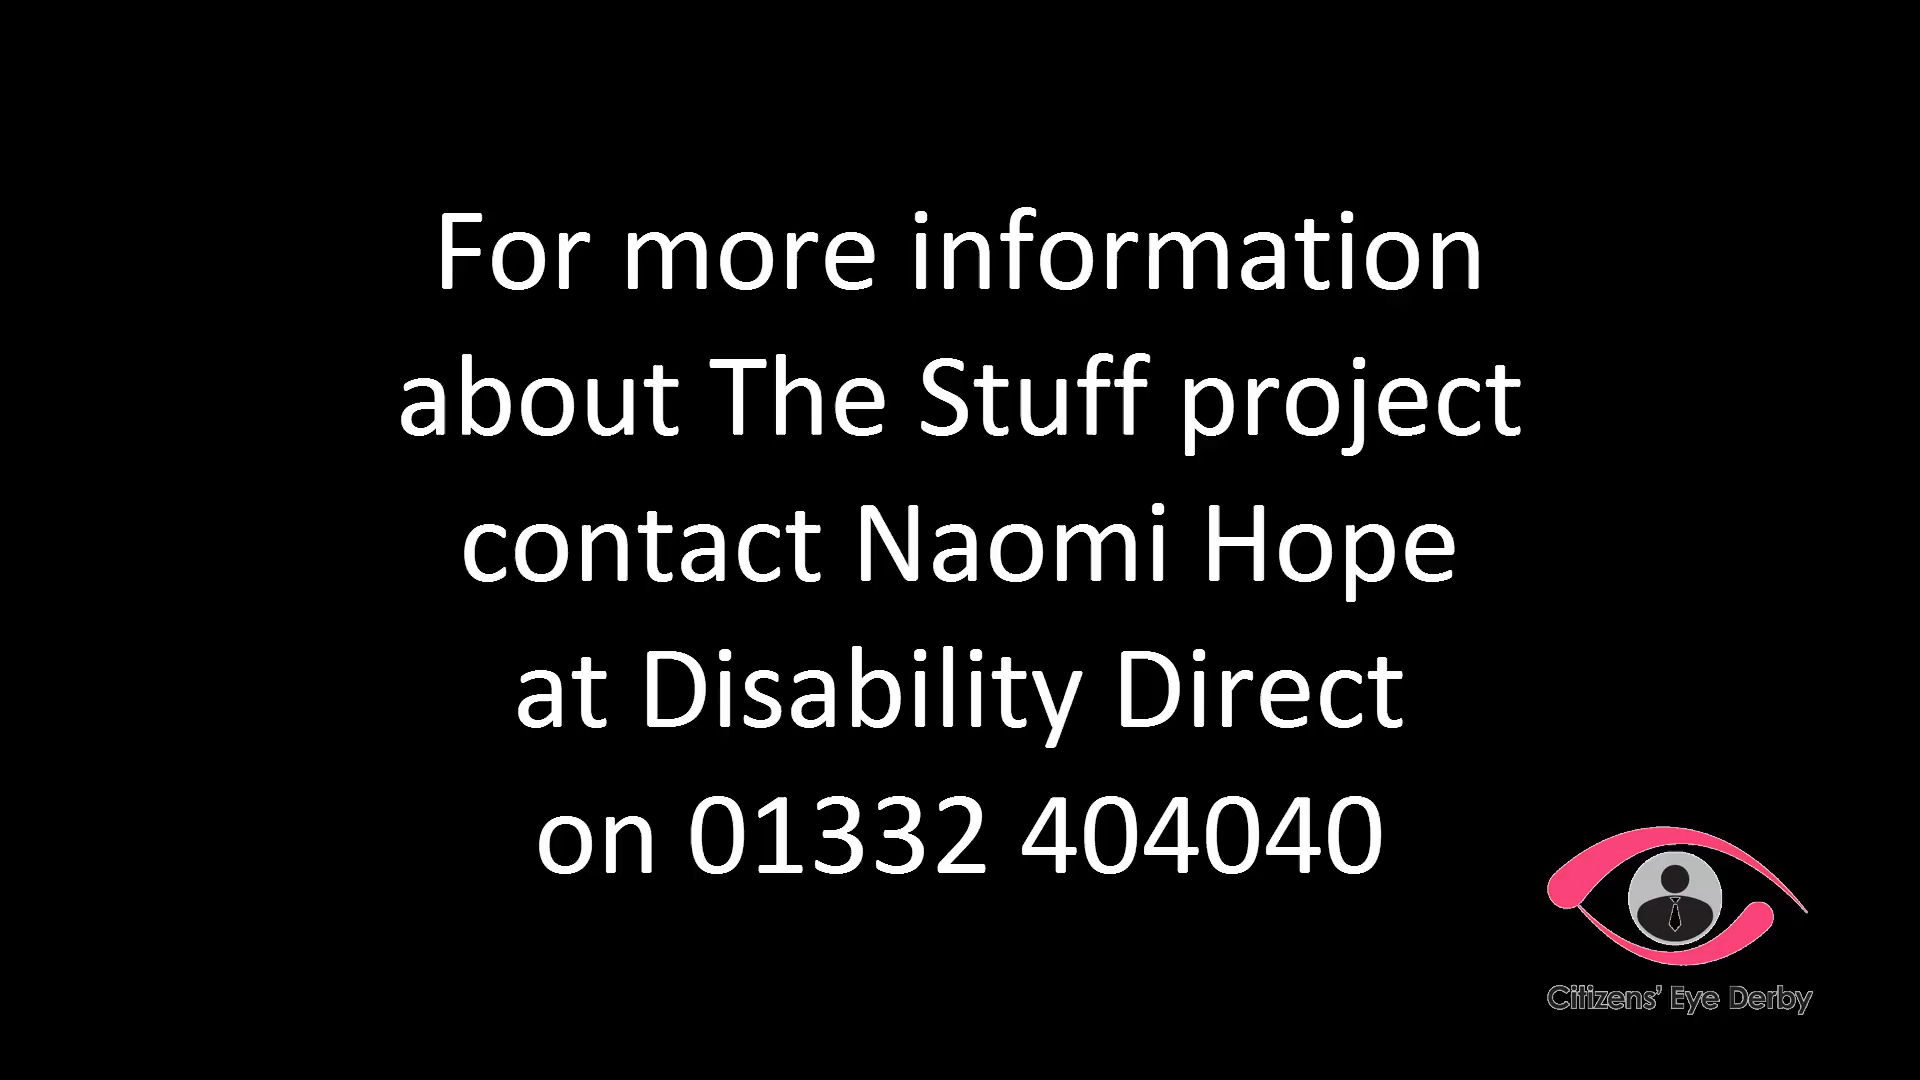 For more information
about The Stuff project
contact Naomi Hope
at Disability Direct
on 01332 404040
Citizens' Eye Derby